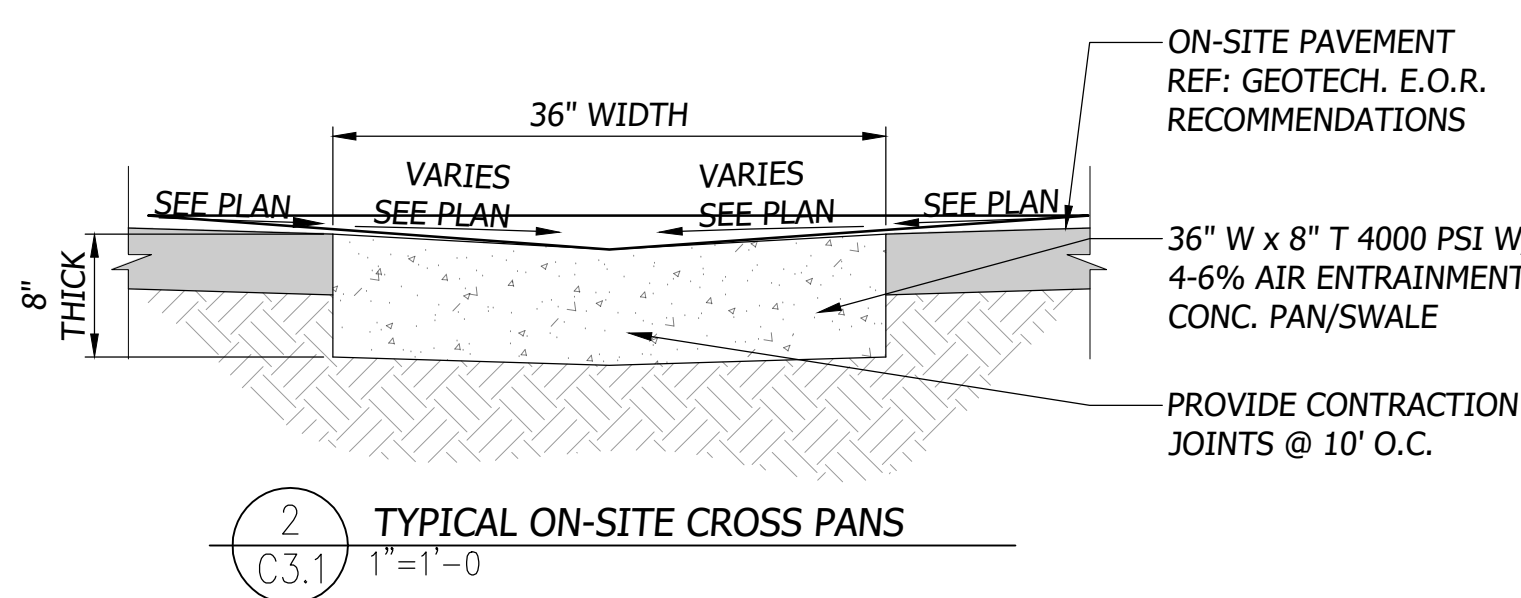 ON-SITE PAVEMENT
REF: GEOTECH. E.O.R.
RECOMMENDATIONS
36" WIDTH
VARIES
SEE PLAN
VARIES
SEE PLAN
SEE PLAN
SEE PLAN
8"
THICK
36" W x 8" T 4000 PSI W/
4-6% AIR ENTRAINMENT
CONC. PAN/SWALE
PROVIDE CONTRACTION
JOINTS @ 10' O.C.
2
C3.1
TYPICAL ON-SITE CROSS PANS
1"=1'-0